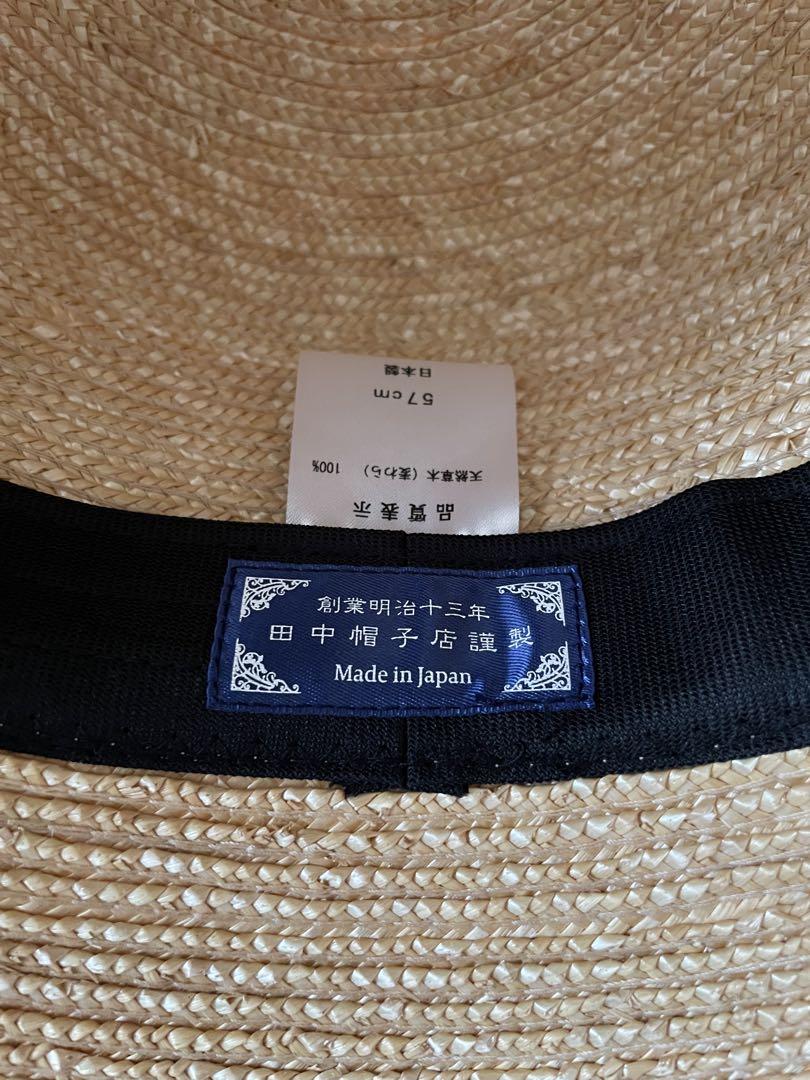 品質表示
天然草木（麦わら） 100%
57cm
日本製
創業明治十三年
田中帽子店謹製
Made in Japan